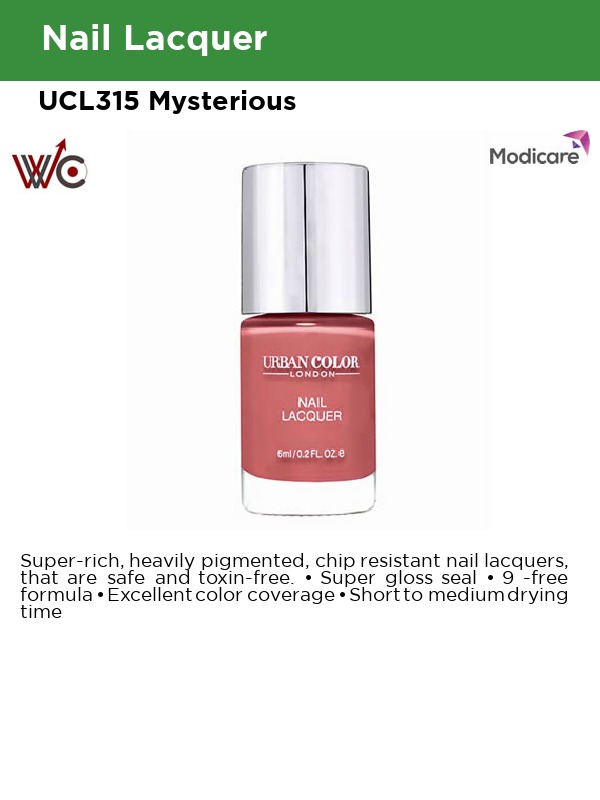 Nail Lacquer
UCL315 Mysterious
WC
Modicare
URBAN COLOR
LONDON
NAIL
LACQUER
6ml/0.2 FL. OZ. e
Super-rich, heavily pigmented, chip resistant nail lacquers,
that are safe and toxin-free. • Super gloss seal • 9 -free
formula • Excellent color coverage • Short to medium drying
time